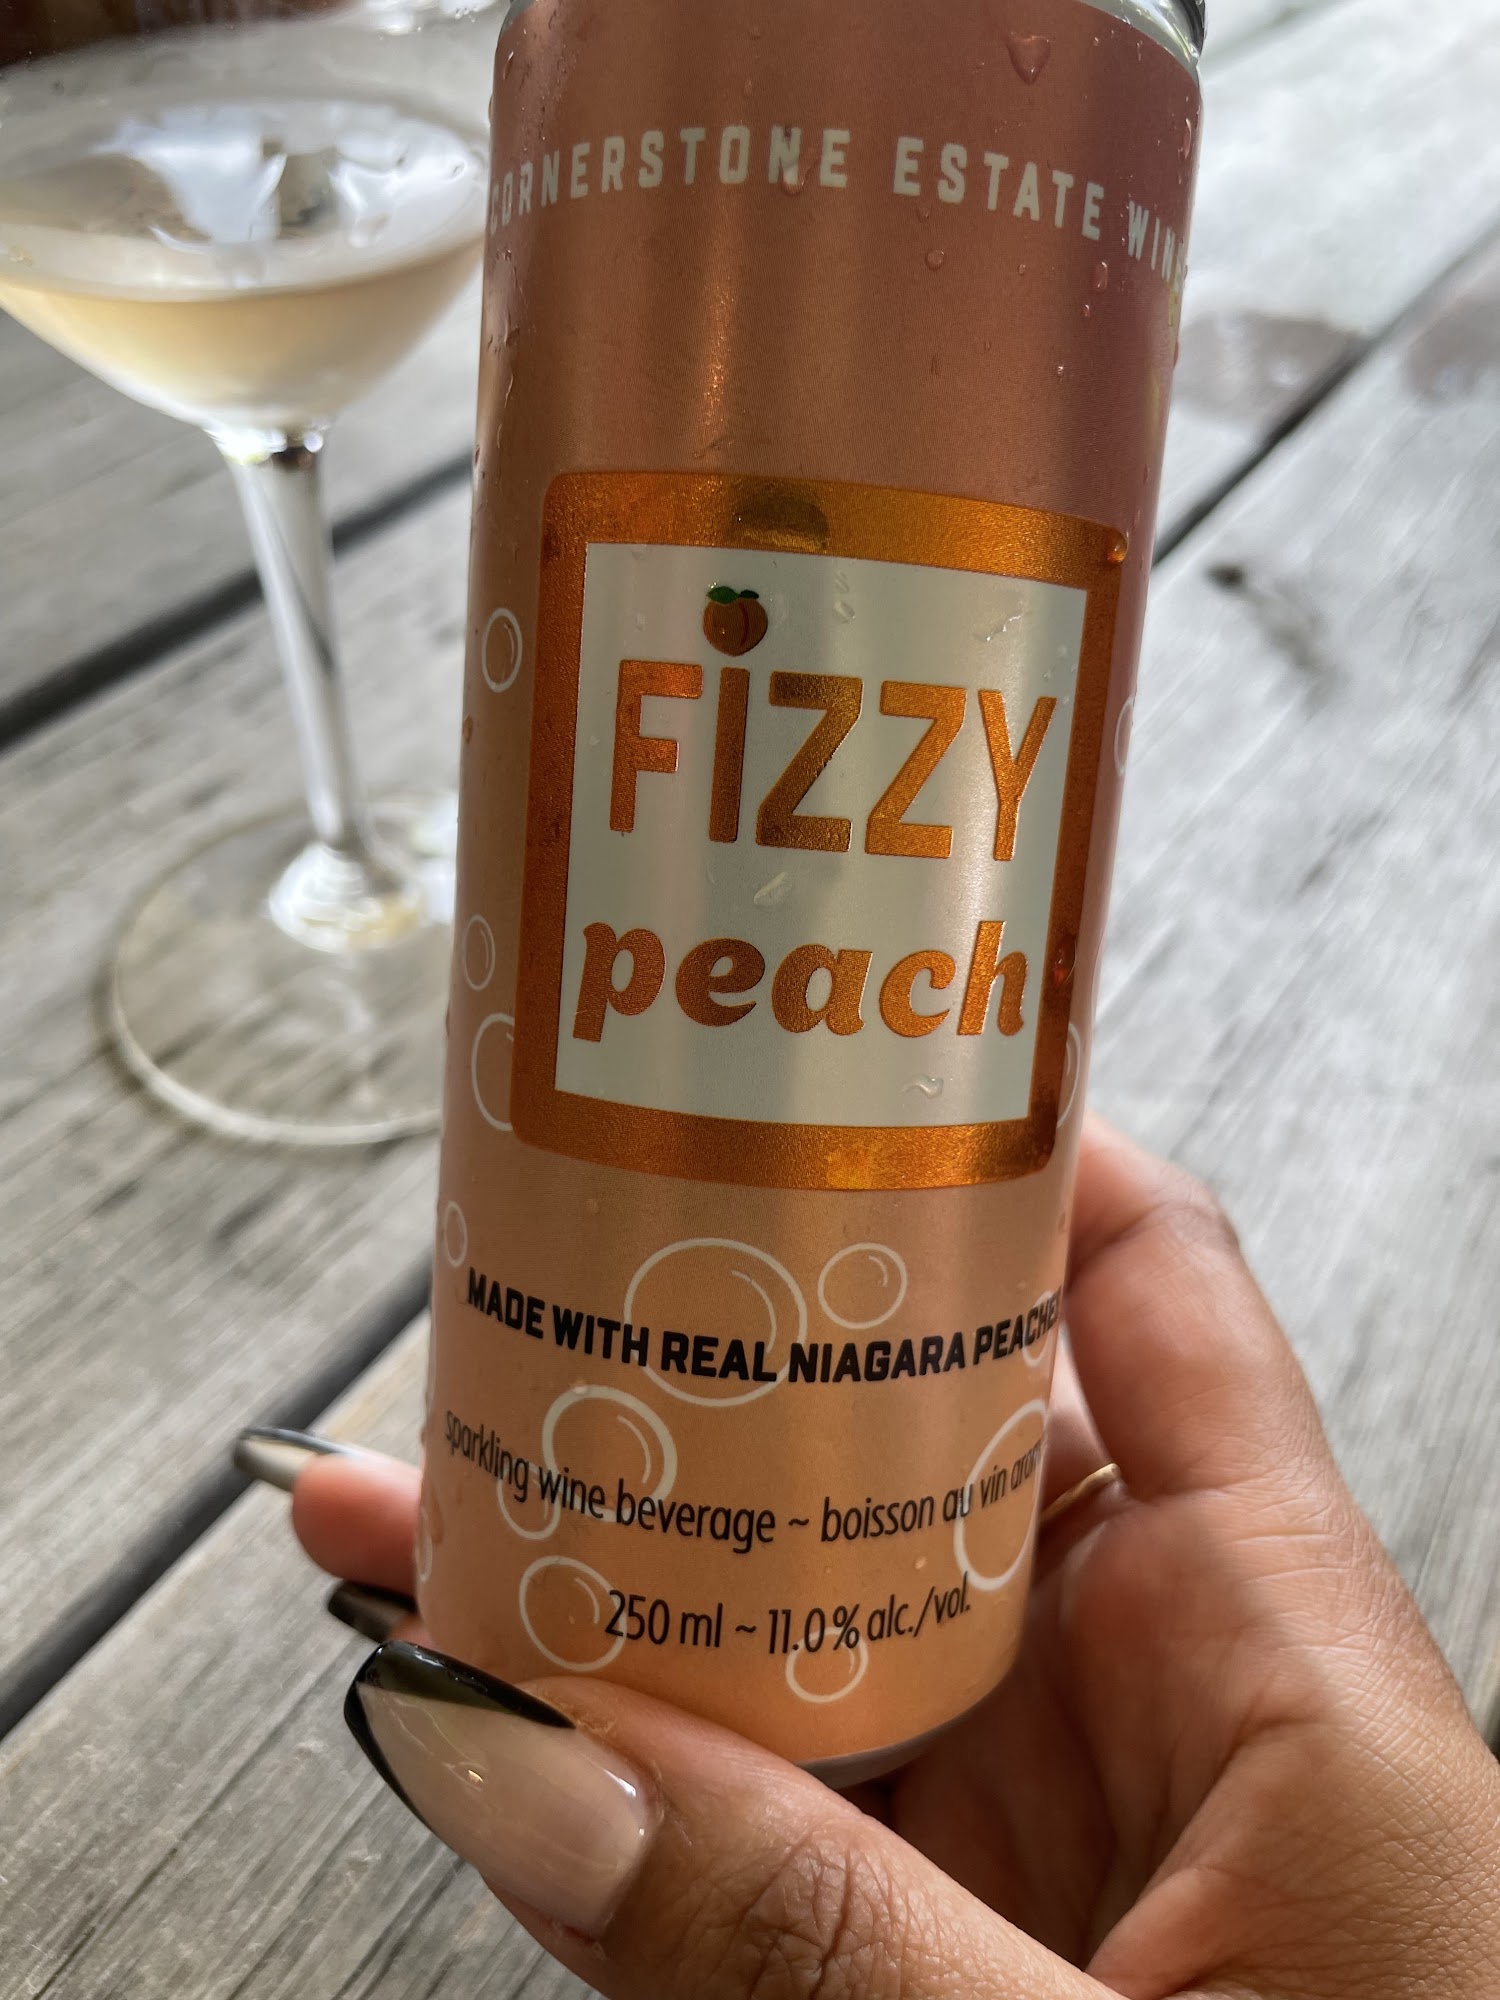 CORNERSTONE ESTATE
FiZZY
peach
MADE WITH REAL NIAGARA PEACHES
sparkling wine beverage ~ boisson au vin
250 ml ~ 11.0% alc./vol.